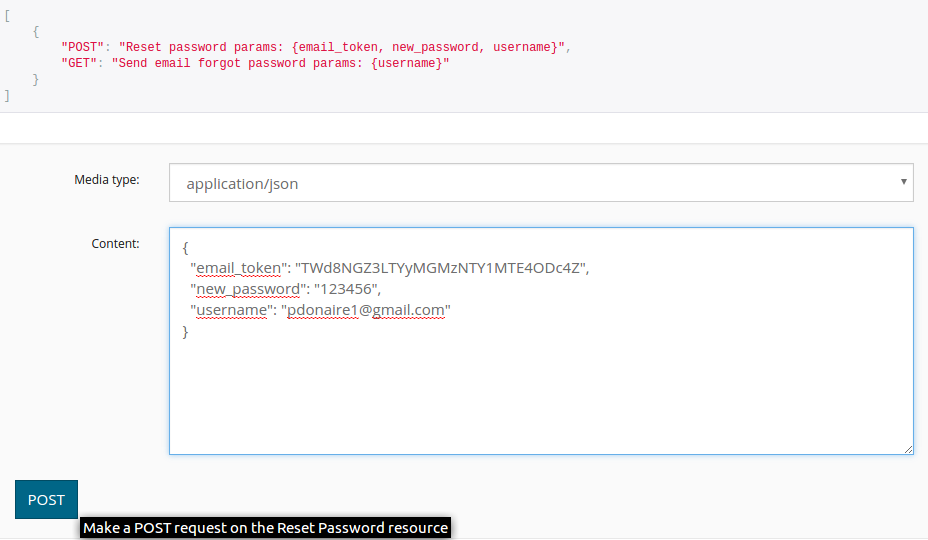 [
{
"POST": "Reset password params: {email_token, new_password, username}",
"GET": "Send email forgot password params: {username}"
}
]
Media type:
application/json
Content:
{
"email_token": "TWd8NGZ3LTYyMGMzNTY1MTE4ODc4Z",
"new_password": "123456",
"username": "pdonaire1@gmail.com"
}
POST
Make a POST request on the Reset Password resource